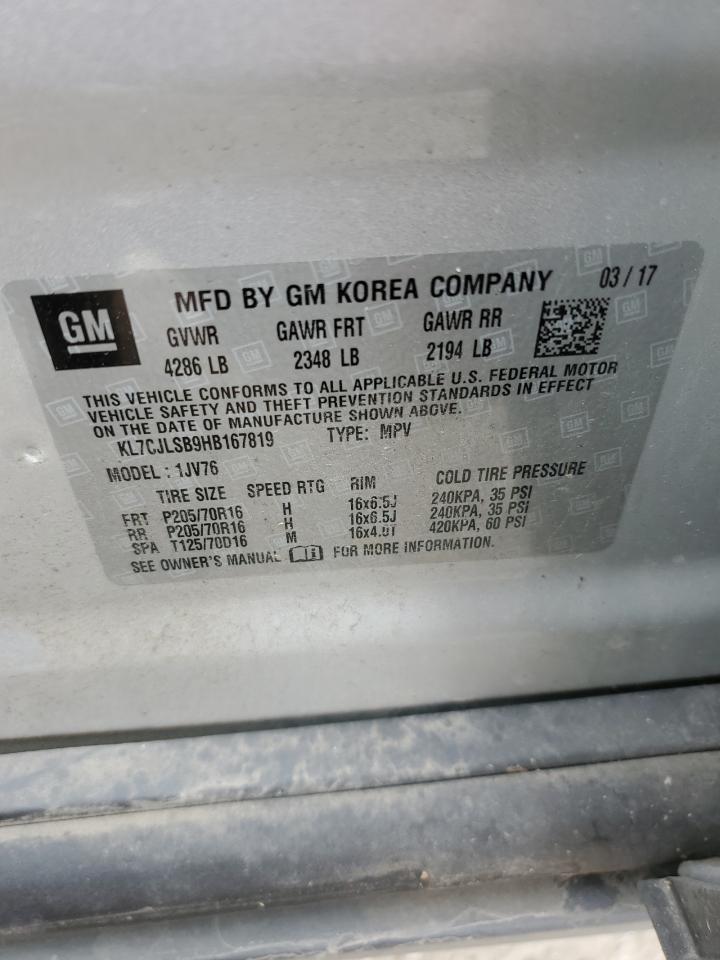 GM
MFD BY GM KOREA COMPANY 03 / 17
GVWR GAWR FRT GAWR RR
4286 LB 2348 LB 2194 LB
THIS VEHICLE CONFORMS TO ALL APPLICABLE U.S. FEDERAL MOTOR
VEHICLE SAFETY AND THEFT PREVENTION STANDARDS IN EFFECT
ON THE DATE OF MANUFACTURE SHOWN ABOVE.
KL7CJLSB9HB167819 TYPE: MPV
MODEL : 1JV76
TIRE SIZE SPEED RTG RIM COLD TIRE PRESSURE
FRT P205/70R16 H 16x6.5J 240KPA, 35 PSI
RR P205/70R16 H 16x6.5J 240KPA, 35 PSI
SPA T125/70D16 M 16x4.0T 420KPA, 60 PSI
SEE OWNER'S MANUAL FOR MORE INFORMATION.